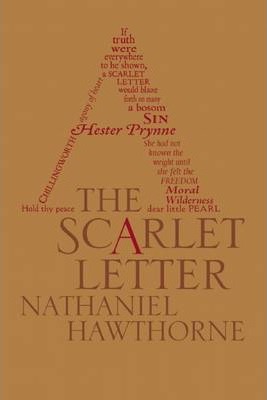 If
truth
were
everywhere
to be shown,
a SCARLET
LETTER
would blaze
forth on many
a bosom
SIN
agony of heart
Hester Prynne
CHILLINGWORTH
She had not
known the
weight until
she felt the
FREEDOM
Moral
Wilderness
Hold thy peace dear little PEARL
THE
SCARLET
LETTER
NATHANIEL
HAWTHORNE